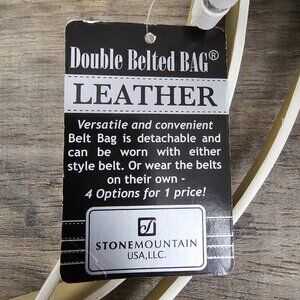 Double Belted BAG®
LEATHER
Versatile and convenient
Belt Bag is detachable and
can be worn with either
style belt. Or wear the belts
on their own -
4 Options for 1 price!
S
STONEMOUNTAIN
USA,LLC.